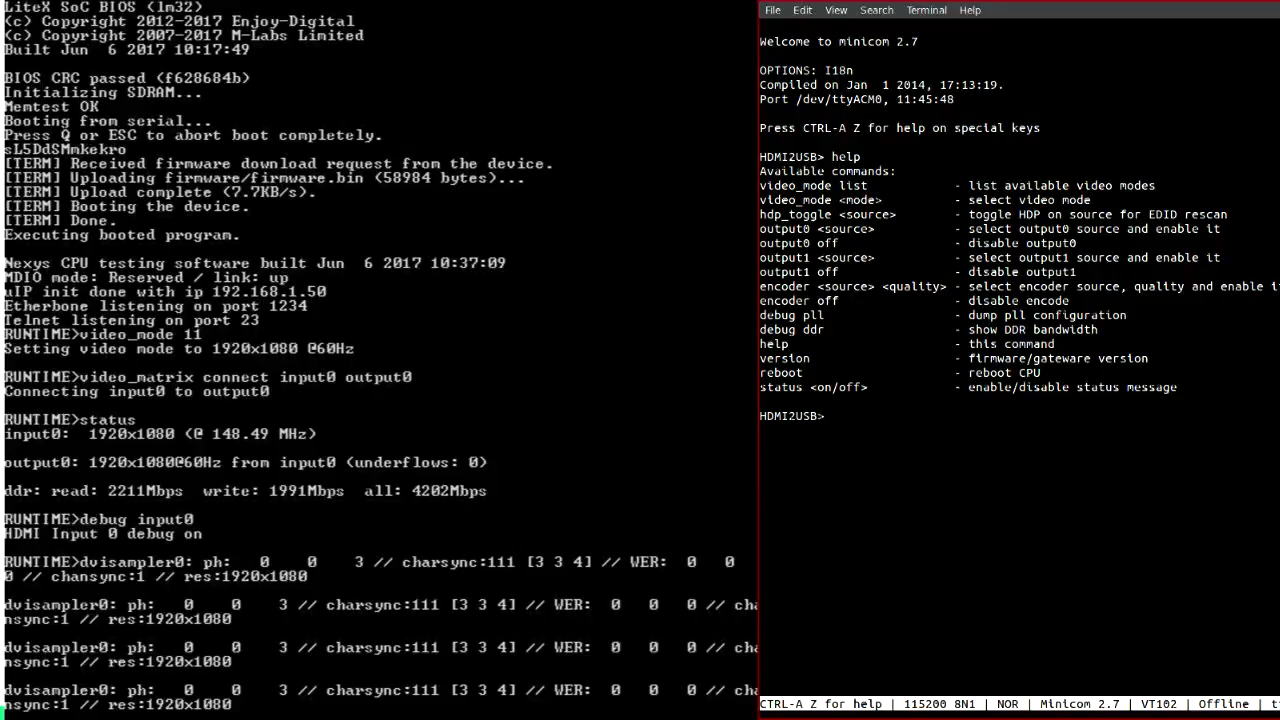 LiteX SoC BIOS (lm32)
(c) Copyright 2012-2017 Enjoy-Digital
(c) Copyright 2007-2017 M-Labs Limited
Built Jun  6 2017 10:17:49
BIOS CRC passed (f628684b)
Initializing SDRAM...
Memtest OK
Booting from serial...
Press Q or ESC to abort boot completely.
sL5DdSMmkekro
[TERM] Received firmware download request from the device.
[TERM] Uploading firmware/firmware.bin (58984 bytes)...
[TERM] Upload complete (7.7KB/s).
[TERM] Booting the device.
[TERM] Done.
Executing booted program.
Nexys CPU testing software built Jun  6 2017 10:37:09
MDIO mode: Reserved / link: up
uIP init done with ip 192.168.1.50
Etherbone listening on port 1234
Telnet listening on port 23
RUNTIME>video_mode 11
Setting video mode to 1920x1080 @60Hz
RUNTIME>video_matrix connect input0 output0
Connecting input0 to output0
RUNTIME>status
input0:  1920x1080 (@ 148.49 MHz)
output0: 1920x1080@60Hz from input0 (underflows: 0)
ddr: read: 2211Mbps  write: 1991Mbps  all: 4202Mbps
RUNTIME>debug input0
HDMI Input 0 debug on
RUNTIME>dvisampler0: ph:   0    0    3 // charsync:111 [3 3 4] // WER:  0   0
0 // chansync:1 // res:1920x1080
dvisampler0: ph:   0    0    3 // charsync:111 [3 3 4] // WER:  0   0   0 // cha
nsync:1 // res:1920x1080
dvisampler0: ph:   0    0    3 // charsync:111 [3 3 4] // WER:  0   0   0 // cha
nsync:1 // res:1920x1080
dvisampler0: ph:   0    0    3 // charsync:111 [3 3 4] // WER:  0   0   0 // cha
nsync:1 // res:1920x1080
File Edit View Search Terminal Help
Welcome to minicom 2.7
OPTIONS: I18n
Compiled on Jan  1 2014, 17:13:19.
Port /dev/ttyACM0, 11:45:48
Press CTRL-A Z for help on special keys
HDMI2USB> help
Available commands:
video_mode list - list available video modes
video_mode <mode> - select video mode
hdp_toggle <source> - toggle HDP on source for EDID rescan
output0 <source> - select output0 source and enable it
output0 off - disable output0
output1 <source> - select output1 source and enable it
output1 off - disable output1
encoder <source> <quality> - select encoder source, quality and enable it
encoder off - disable encode
debug pll - dump pll configuration
debug ddr - show DDR bandwidth
help - this command
version - firmware/gateware version
reboot - reboot CPU
status <on/off> - enable/disable status message
HDMI2USB>
CTRL-A Z for help | 115200 8N1 | NOR | Minicom 2.7 | VT102 | Offline |